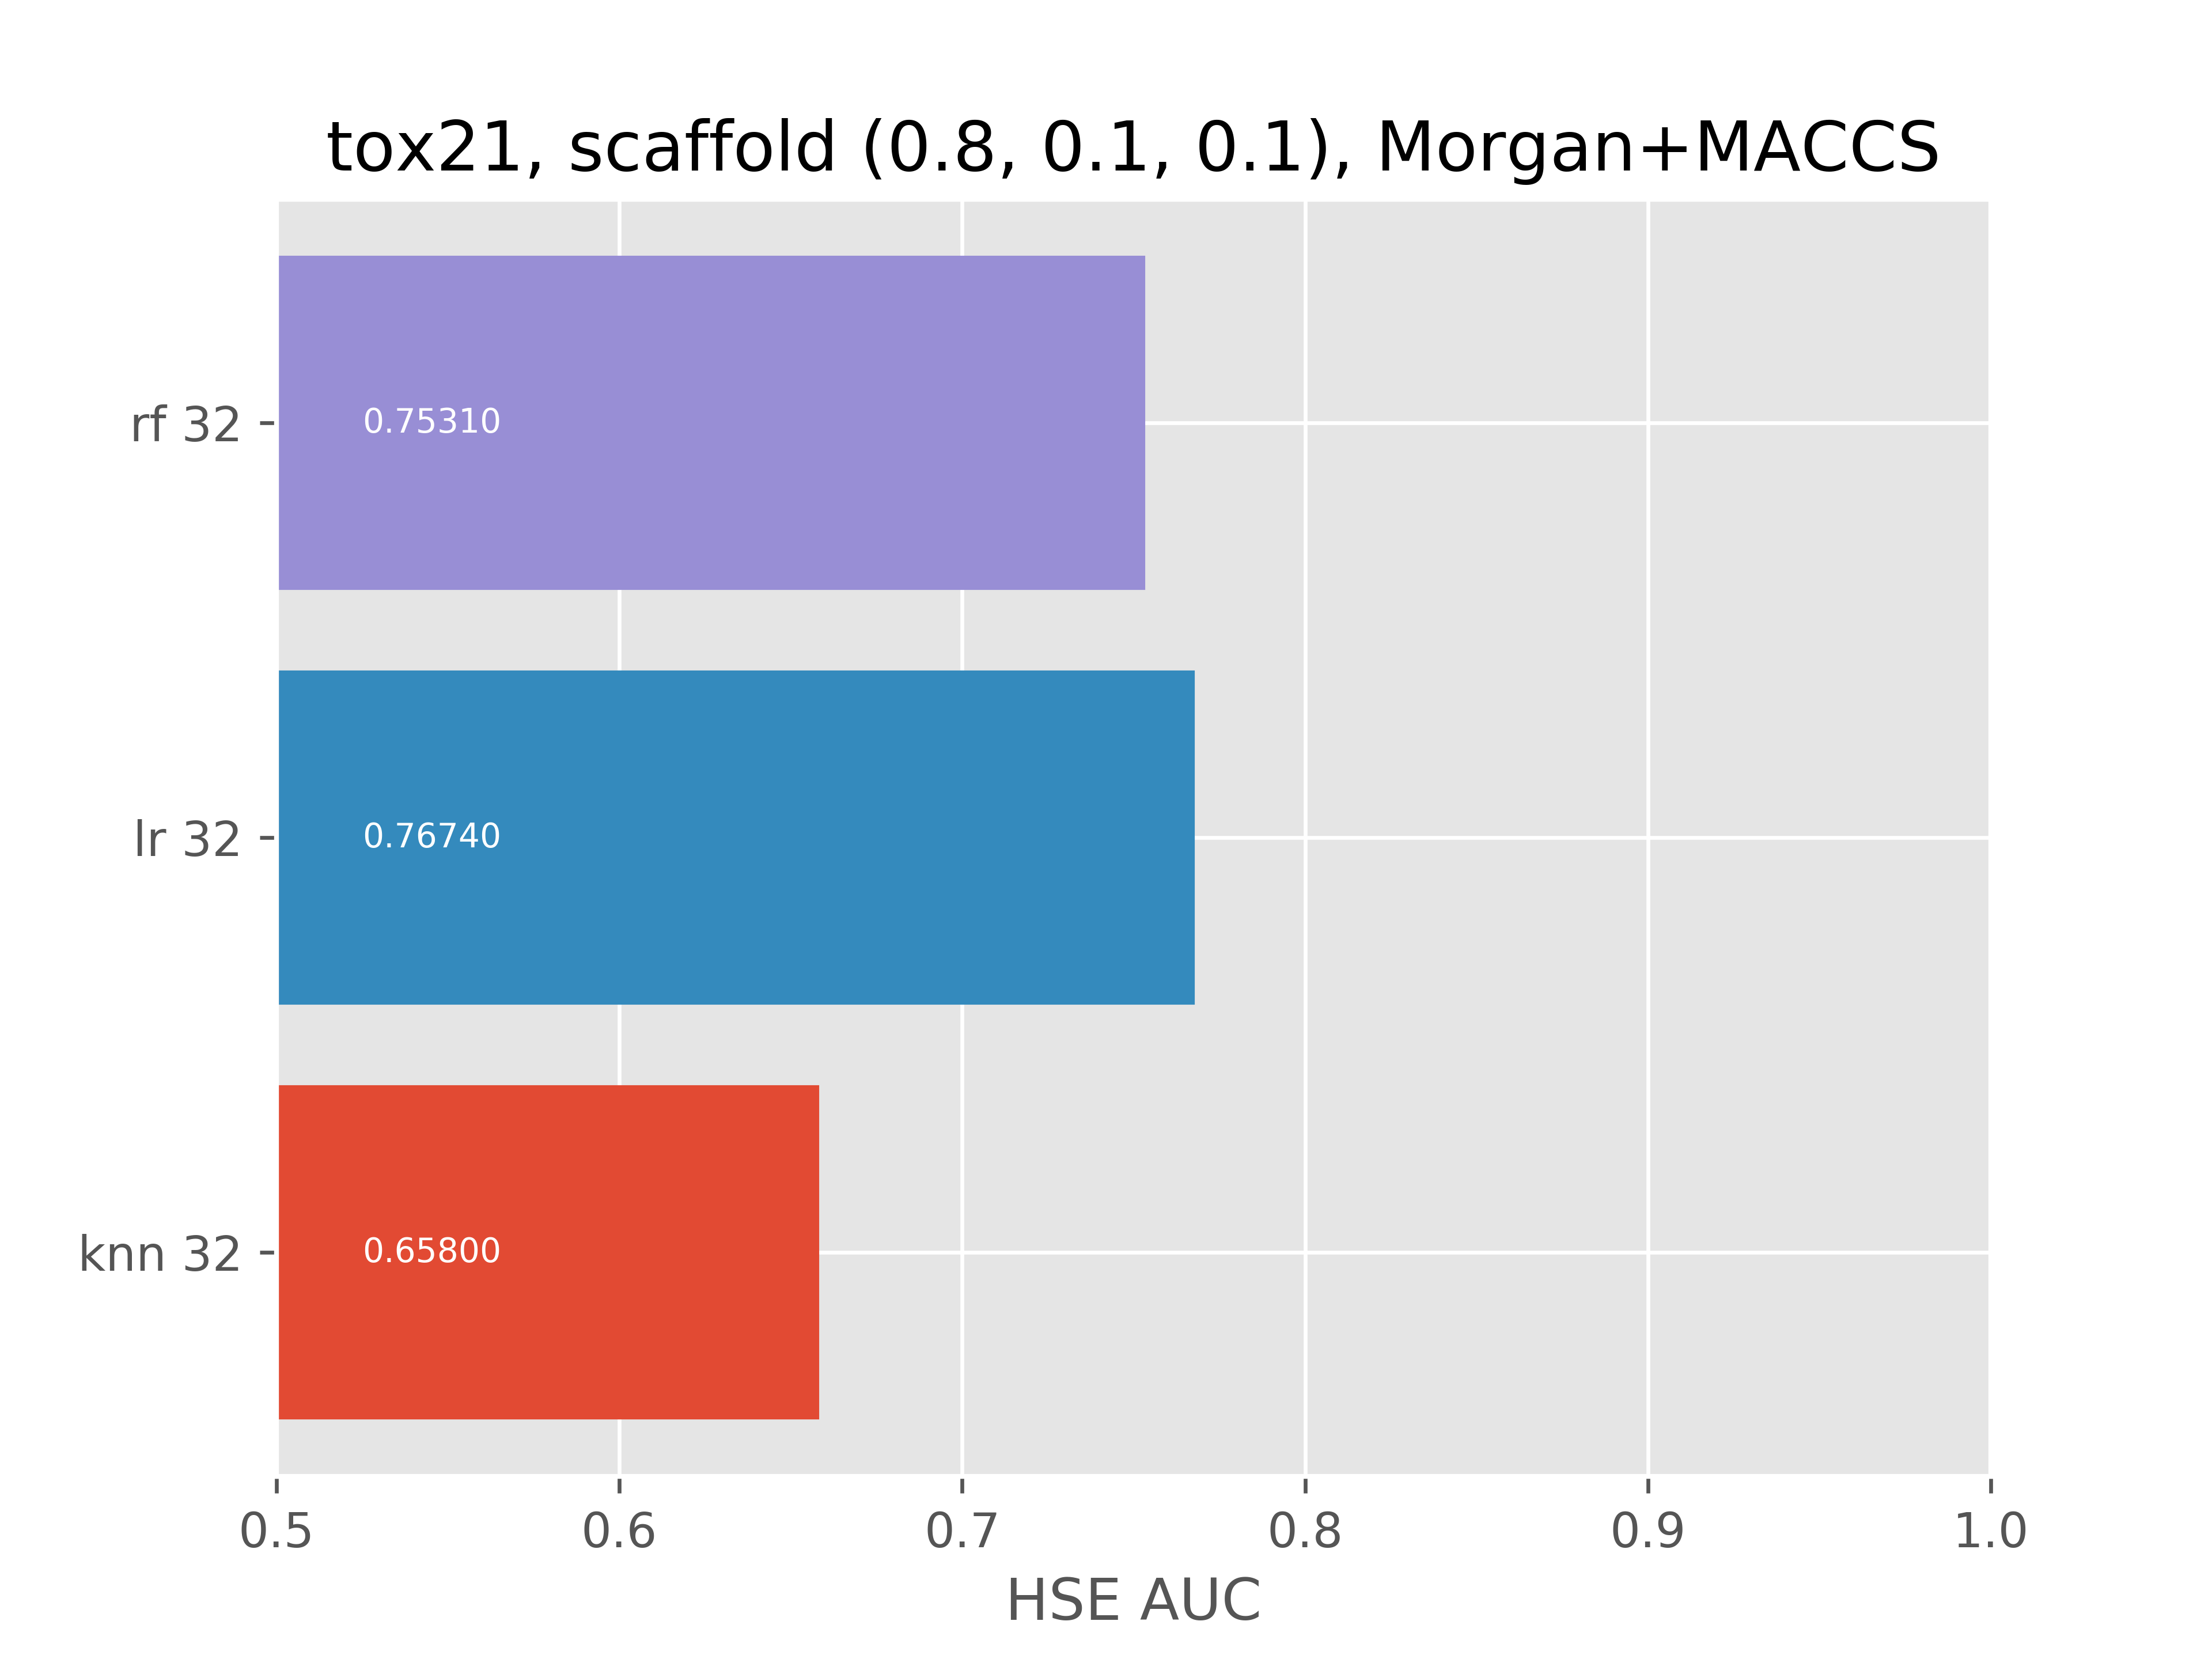 tox21, scaffold (0.8, 0.1, 0.1), Morgan+MACCS
rf 32
0.75310
lr 32
0.76740
knn 32
0.65800
0.5 0.6 0.7 0.8 0.9 1.0
HSE AUC